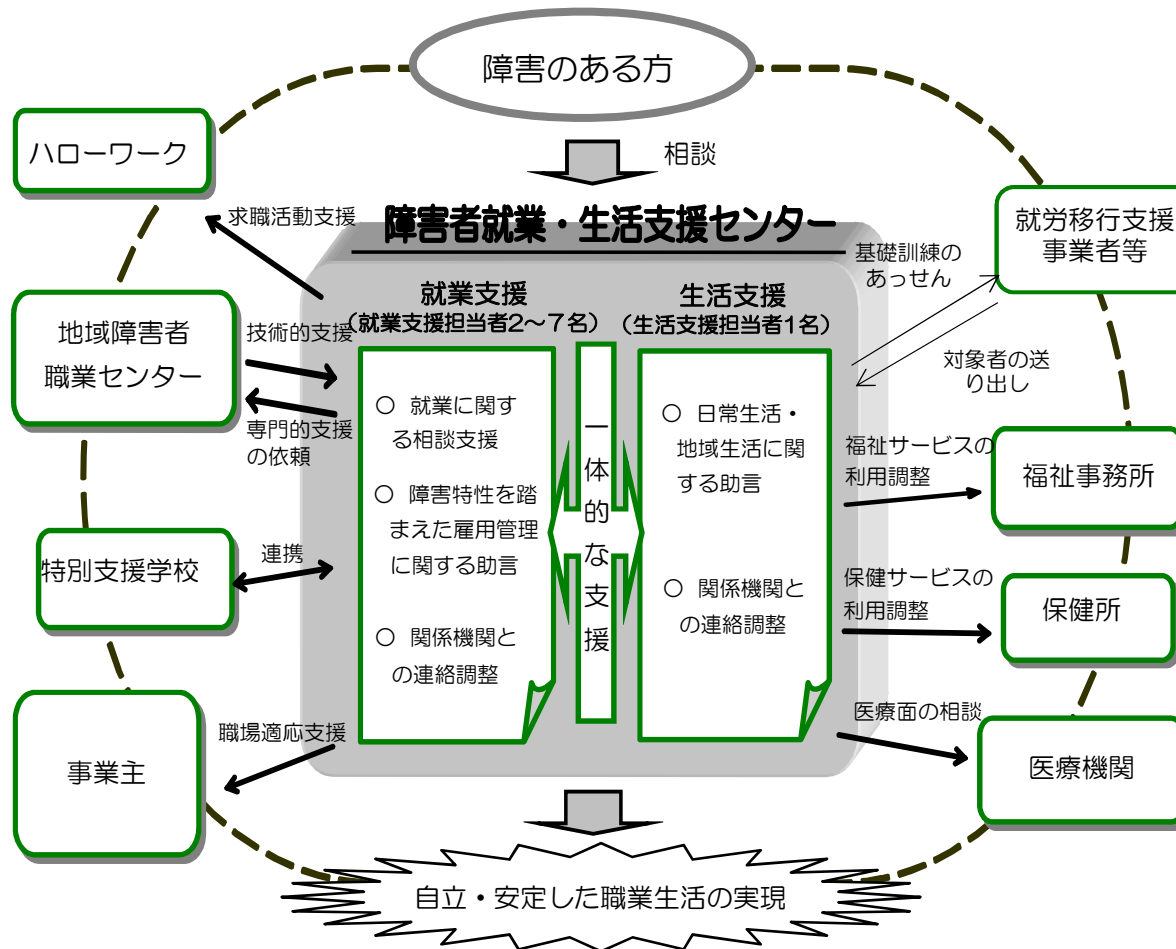 障害のある方
相談
ハローワーク
求職活動支援
障害者就業・生活支援センター
就労移行支援
事業者等
基礎訓練の
あっせん
対象者の送
り出し
地域障害者
職業センター
技術的支援
専門的支援
の依頼
就業支援
（就業支援担当者2～7名）
○ 就業に関す
る相談支援
○ 障害特性を踏
まえた雇用管理
に関する助言
○ 関係機関と
の連絡調整
一体的な支援
生活支援
（生活支援担当者1名）
○ 日常生活・
地域生活に関
する助言
○ 関係機関と
の連絡調整
福祉サービスの
利用調整
福祉事務所
特別支援学校
連携
保健サービスの
利用調整
保健所
事業主
職場適応支援
医療面の相談
医療機関
自立・安定した職業生活の実現